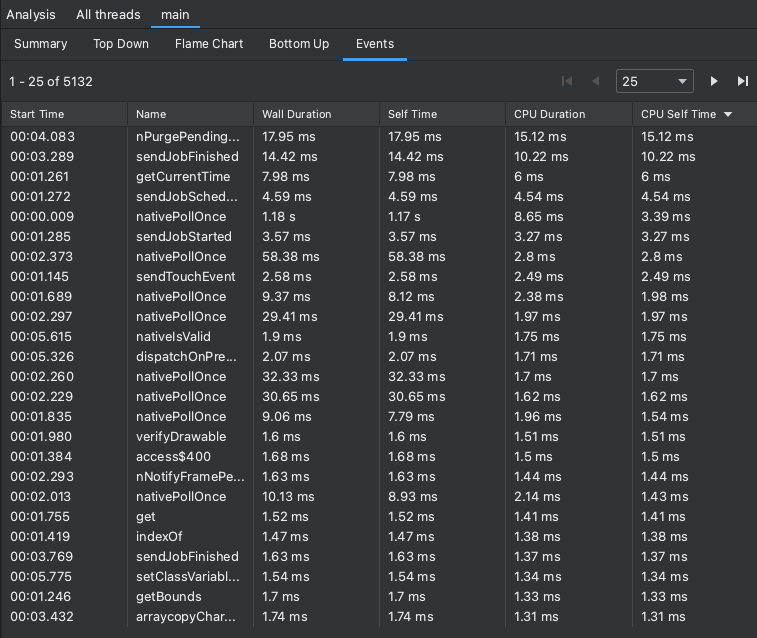 Analysis All threads main
Summary Top Down Flame Chart Bottom Up Events
1 - 25 of 5132 25
Start Time Name Wall Duration Self Time CPU Duration CPU Self Time
00:04.083 nPurgePending... 17.95 ms 17.95 ms 15.12 ms 15.12 ms
00:03.289 sendJobFinished 14.42 ms 14.42 ms 10.22 ms 10.22 ms
00:01.261 getCurrentTime 7.98 ms 7.98 ms 6 ms 6 ms
00:01.272 sendJobSched... 4.59 ms 4.59 ms 4.54 ms 4.54 ms
00:00.009 nativePollOnce 1.18 s 1.17 s 8.65 ms 3.39 ms
00:01.285 sendJobStarted 3.57 ms 3.57 ms 3.27 ms 3.27 ms
00:02.373 nativePollOnce 58.38 ms 58.38 ms 2.8 ms 2.8 ms
00:01.145 sendTouchEvent 2.58 ms 2.58 ms 2.49 ms 2.49 ms
00:01.689 nativePollOnce 9.37 ms 8.12 ms 2.38 ms 1.98 ms
00:02.297 nativePollOnce 29.41 ms 29.41 ms 1.97 ms 1.97 ms
00:05.615 nativeIsValid 1.9 ms 1.9 ms 1.75 ms 1.75 ms
00:05.326 dispatchOnPre... 2.07 ms 2.07 ms 1.71 ms 1.71 ms
00:02.260 nativePollOnce 32.33 ms 32.33 ms 1.7 ms 1.7 ms
00:02.229 nativePollOnce 30.65 ms 30.65 ms 1.62 ms 1.62 ms
00:01.835 nativePollOnce 9.06 ms 7.79 ms 1.96 ms 1.54 ms
00:01.980 verifyDrawable 1.6 ms 1.6 ms 1.51 ms 1.51 ms
00:01.384 access$400 1.68 ms 1.68 ms 1.5 ms 1.5 ms
00:02.293 nNotifyFramePe... 1.63 ms 1.63 ms 1.44 ms 1.44 ms
00:02.013 nativePollOnce 10.13 ms 8.93 ms 2.14 ms 1.43 ms
00:01.755 get 1.52 ms 1.52 ms 1.41 ms 1.41 ms
00:01.419 indexOf 1.47 ms 1.47 ms 1.38 ms 1.38 ms
00:03.769 sendJobFinished 1.63 ms 1.63 ms 1.37 ms 1.37 ms
00:05.775 setClassVariabl... 1.54 ms 1.54 ms 1.34 ms 1.34 ms
00:01.246 getBounds 1.7 ms 1.7 ms 1.33 ms 1.33 ms
00:03.432 arraycopyChar... 1.74 ms 1.74 ms 1.31 ms 1.31 ms